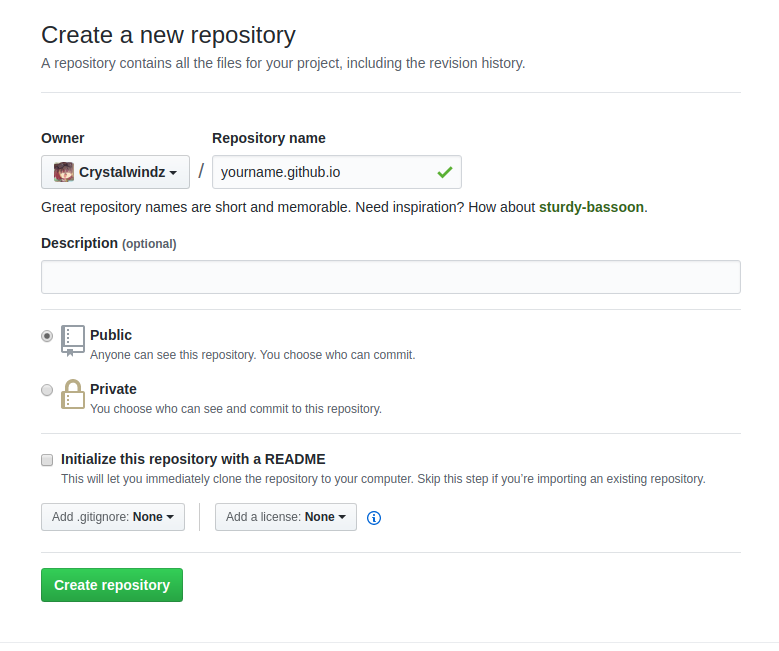 Create a new repository
A repository contains all the files for your project, including the revision history.
Owner
Repository name
Crystalwindz / yourname.github.io
Great repository names are short and memorable. Need inspiration? How about sturdy-bassoon.
Description (optional)
Public
Anyone can see this repository. You choose who can commit.
Private
You choose who can see and commit to this repository.
Initialize this repository with a README
This will let you immediately clone the repository to your computer. Skip this step if you’re importing an existing repository.
Add .gitignore: None
Add a license: None
Create repository